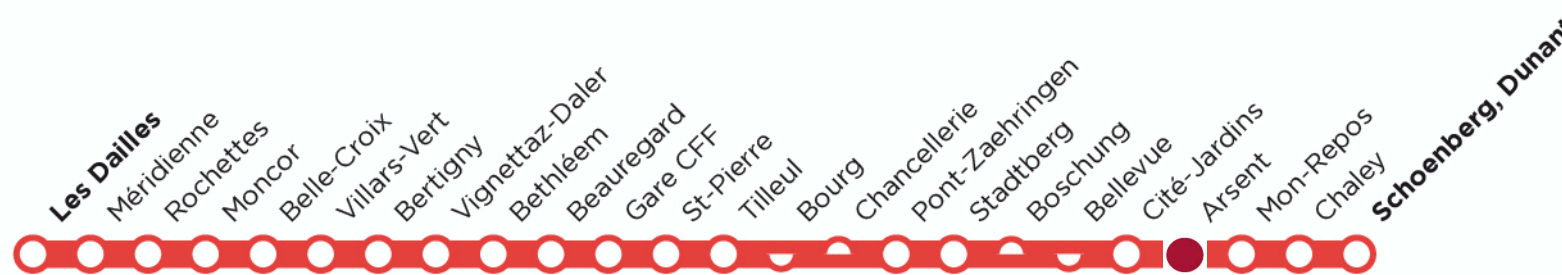 Les Dailles
Méridienne
Rochettes
Moncor
Belle-Croix
Villars-Vert
Bertigny
Vignettaz-Daler
Bethléem
Beauregard
Gare CFF
St-Pierre
Tilleul
Bourg
Chancellerie
Pont-Zaehringen
Stadtberg
Boschung
Bellevue
Cité-Jardins
Arsent
Mon-Repos
Chaley
Schoenberg, Dunant